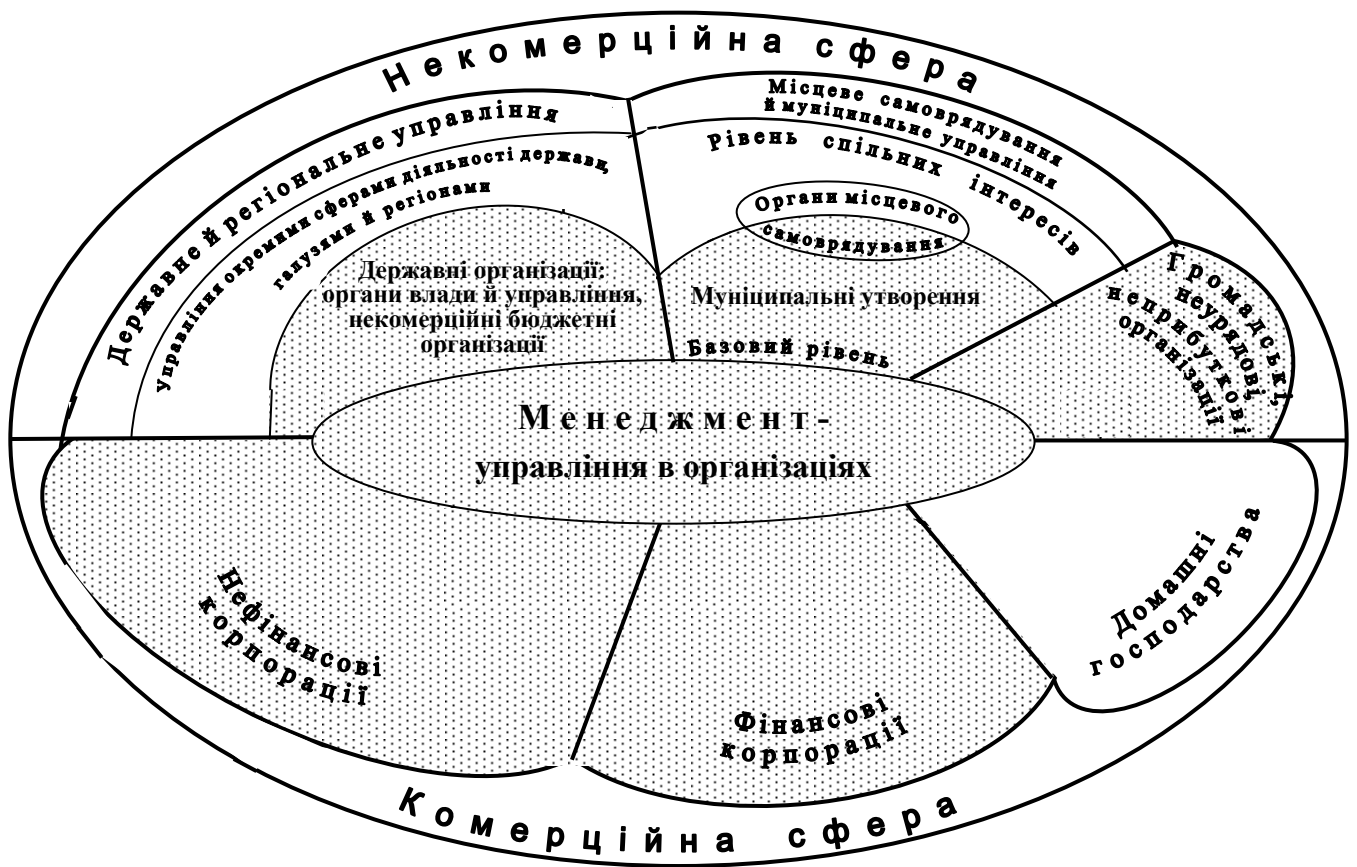 Некомерційна сфера
Державне й регіональне управління
управління окремими сферами діяльності держави,
галузями й регіонами
Державні організації:
органи влади й управління,
некомерційні бюджетні
організації
Місцеве самоврядування
й муніципальне управління
Рівень спільних інтересів
Органи місцевого
самоврядування
Муніципальні утворення
Базовий рівень
Громадські,
неурядові,
неприбуткові
організації
Менеджмент-
управління в організаціях
Нефінансові
корпорації
Фінансові
корпорації
Домашні
господарства
Комерційна сфера